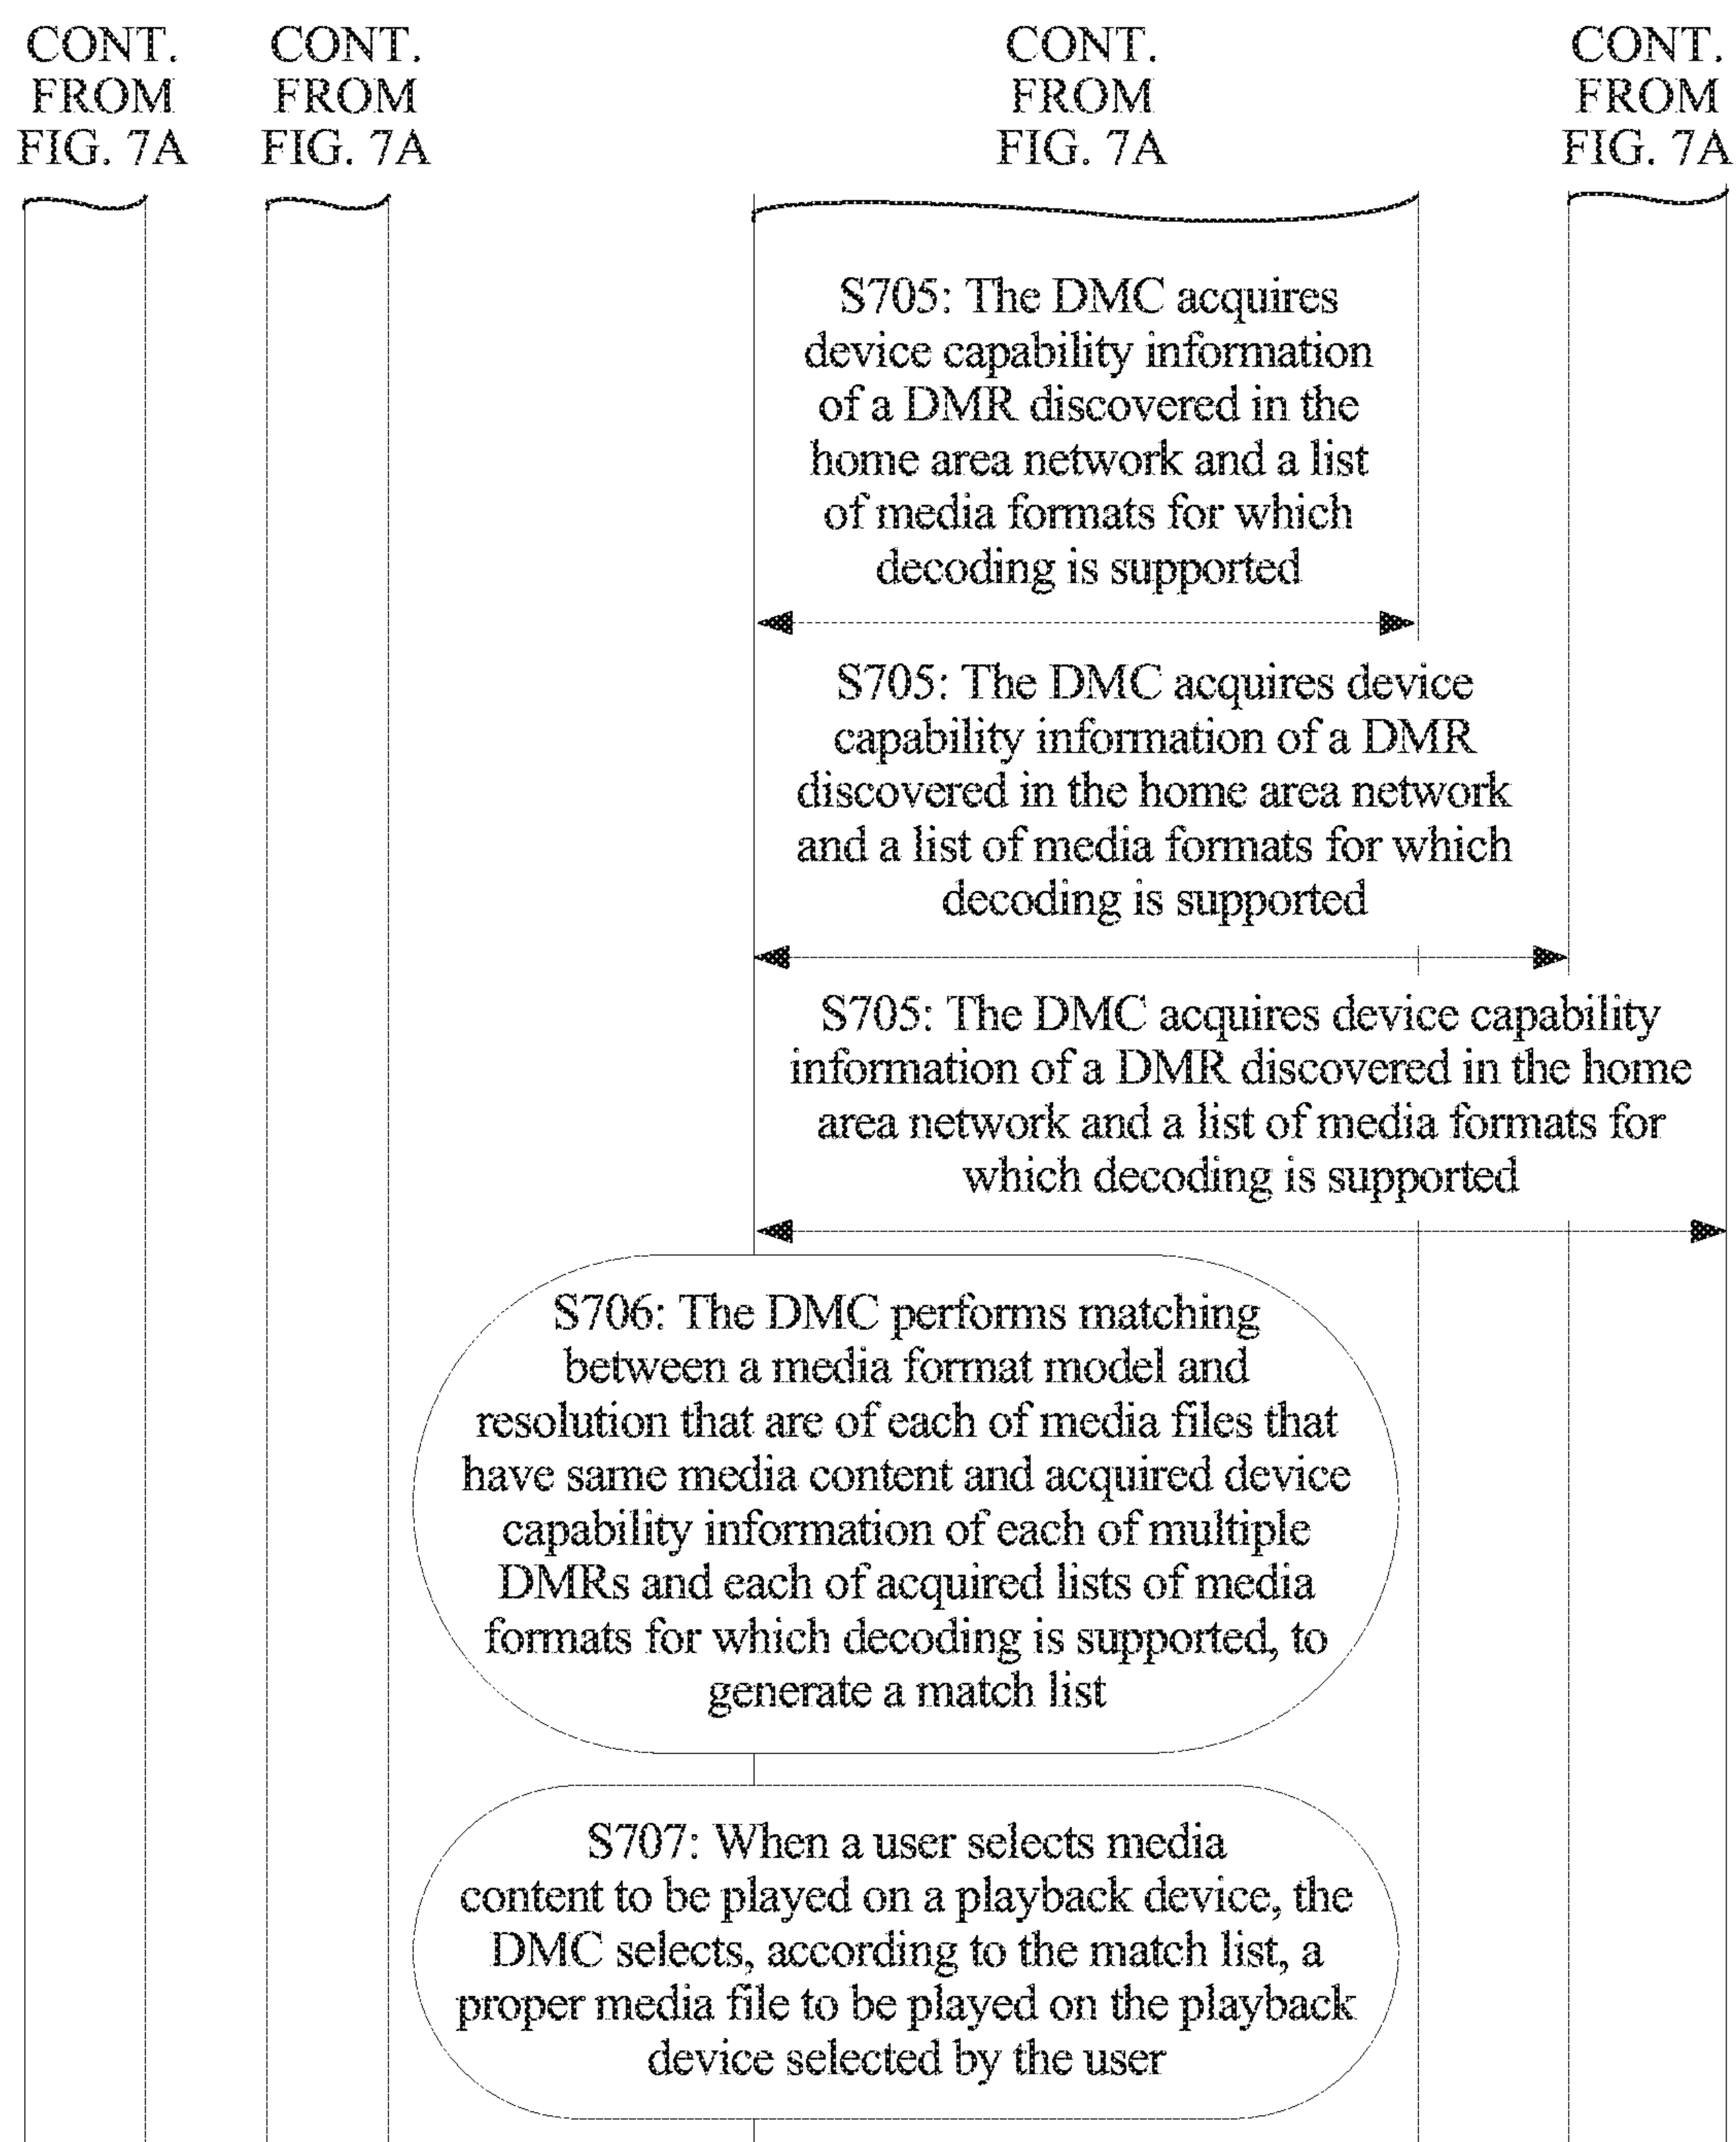 CONT.
FROM
FIG. 7A
CONT.
FROM
FIG. 7A
CONT.
FROM
FIG. 7A
CONT.
FROM
FIG. 7A
S705: The DMC acquires
device capability information
of a DMR discovered in the
home area network and a list
of media formats for which
decoding is supported
S705: The DMC acquires device
capability information of a DMR
discovered in the home area network
and a list of media formats for which
decoding is supported
S705: The DMC acquires device capability
information of a DMR discovered in the home
area network and a list of media formats for
which decoding is supported
S706: The DMC performs matching
between a media format model and
resolution that are of each of media files that
have same media content and acquired device
capability information of each of multiple
DMRs and each of acquired lists of media
formats for which decoding is supported, to
generate a match list
S707: When a user selects media
content to be played on a playback device, the
DMC selects, according to the match list, a
proper media file to be played on the playback
device selected by the user